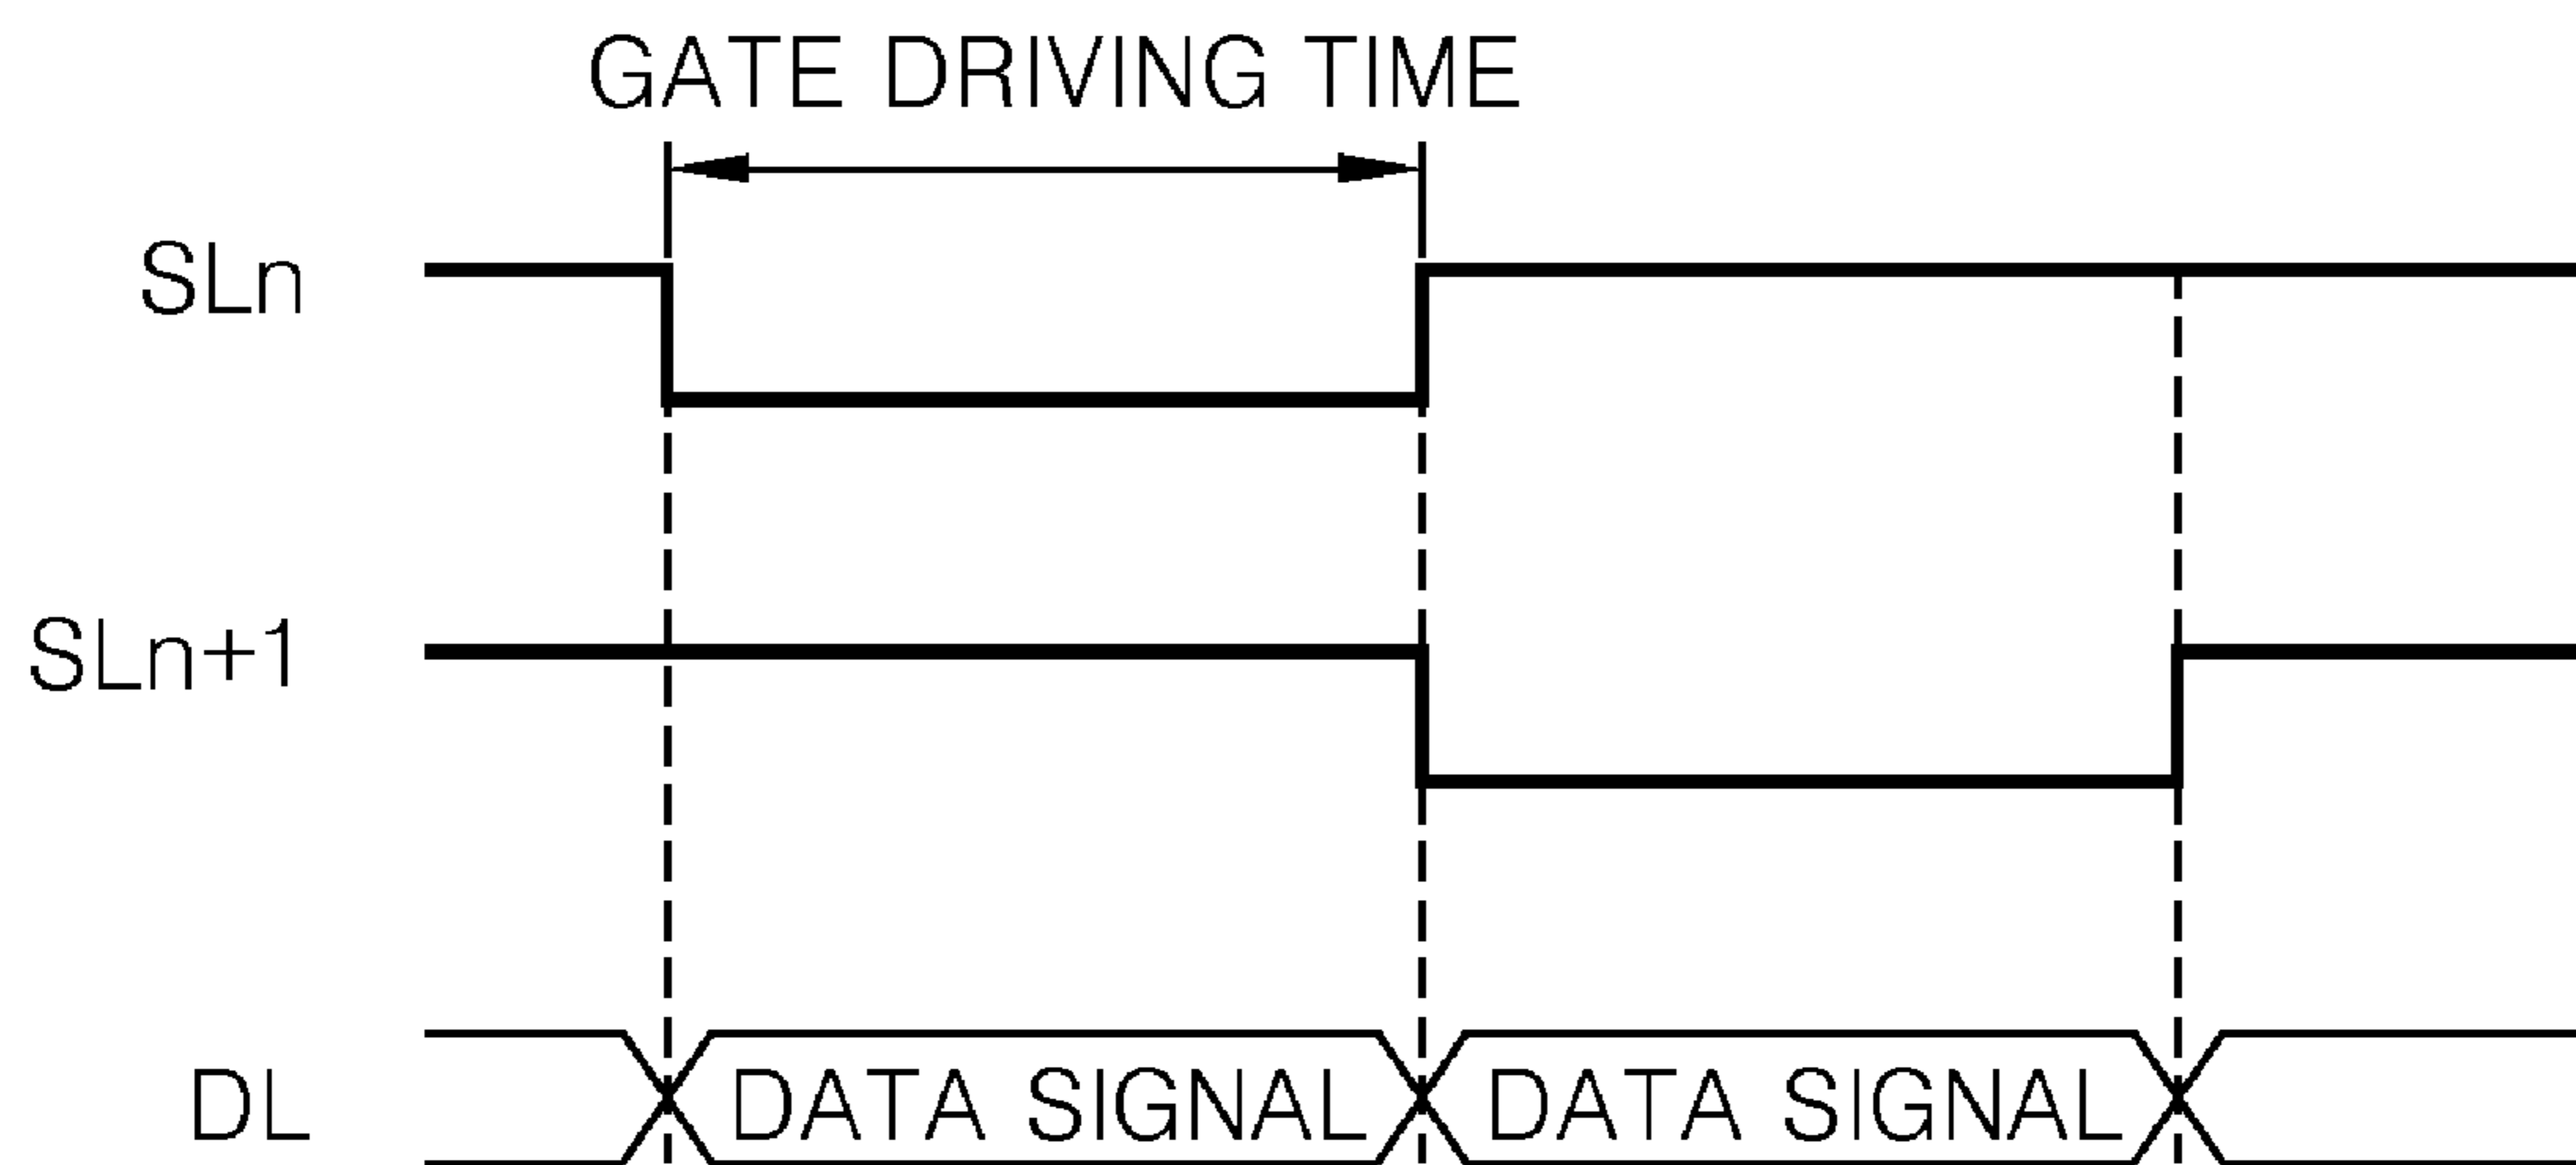 GATE DRIVING TIME
SLn
SLn+1
DL
DATA SIGNAL
DATA SIGNAL